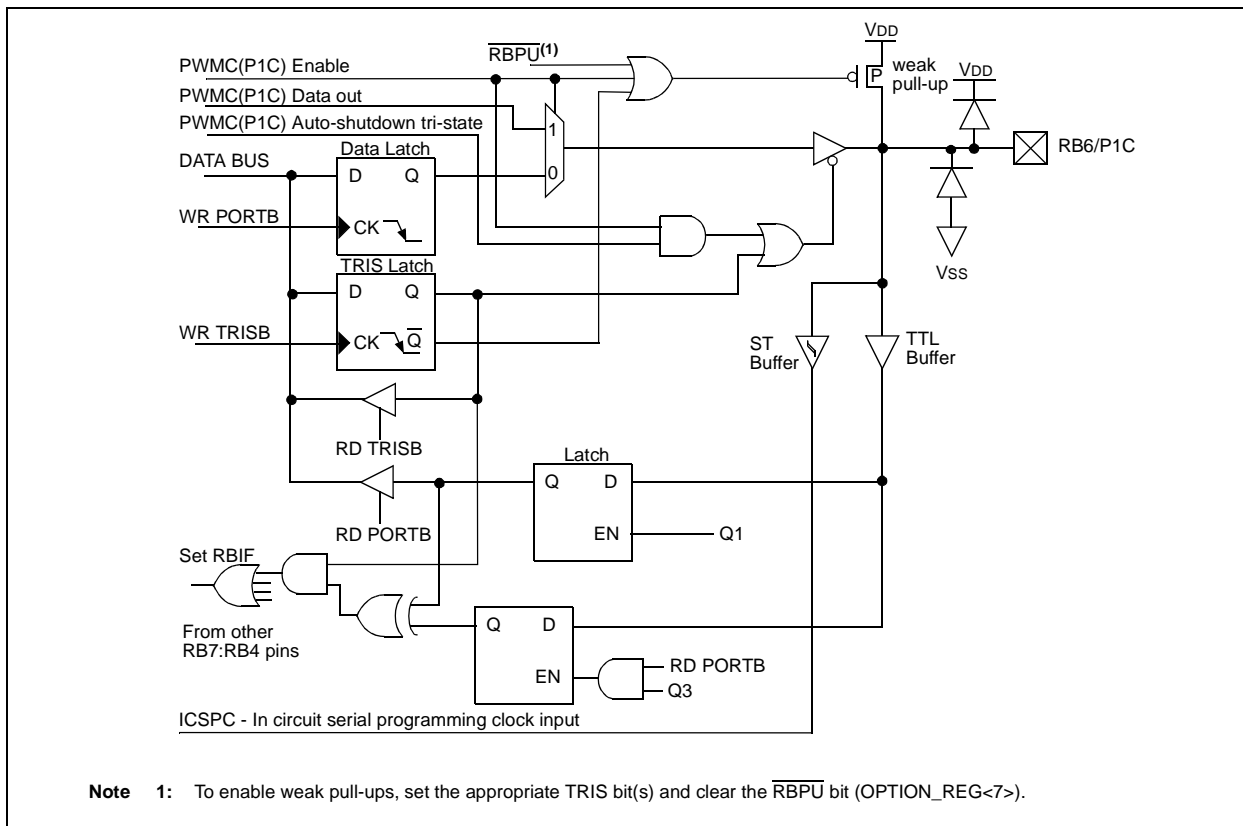 VDD
RBPU(1)
PWMC(P1C) Enable
weak
pull-up
P
VDD
PWMC(P1C) Data out
1
PWMC(P1C) Auto-shutdown tri-state
Data Latch
RB6/P1C
DATA BUS
D Q
0
WR PORTB
CK
TRIS Latch
VSS
D Q
WR TRISB
CK Q
ST
Buffer
TTL
Buffer
RD TRISB
Latch
Q D
RD PORTB
EN
Q1
Set RBIF
Q D
From other
RB7:RB4 pins
RD PORTB
EN
Q3
ICSPC - In circuit serial programming clock input
Note 1: To enable weak pull-ups, set the appropriate TRIS bit(s) and clear the RBPU bit (OPTION_REG<7>).